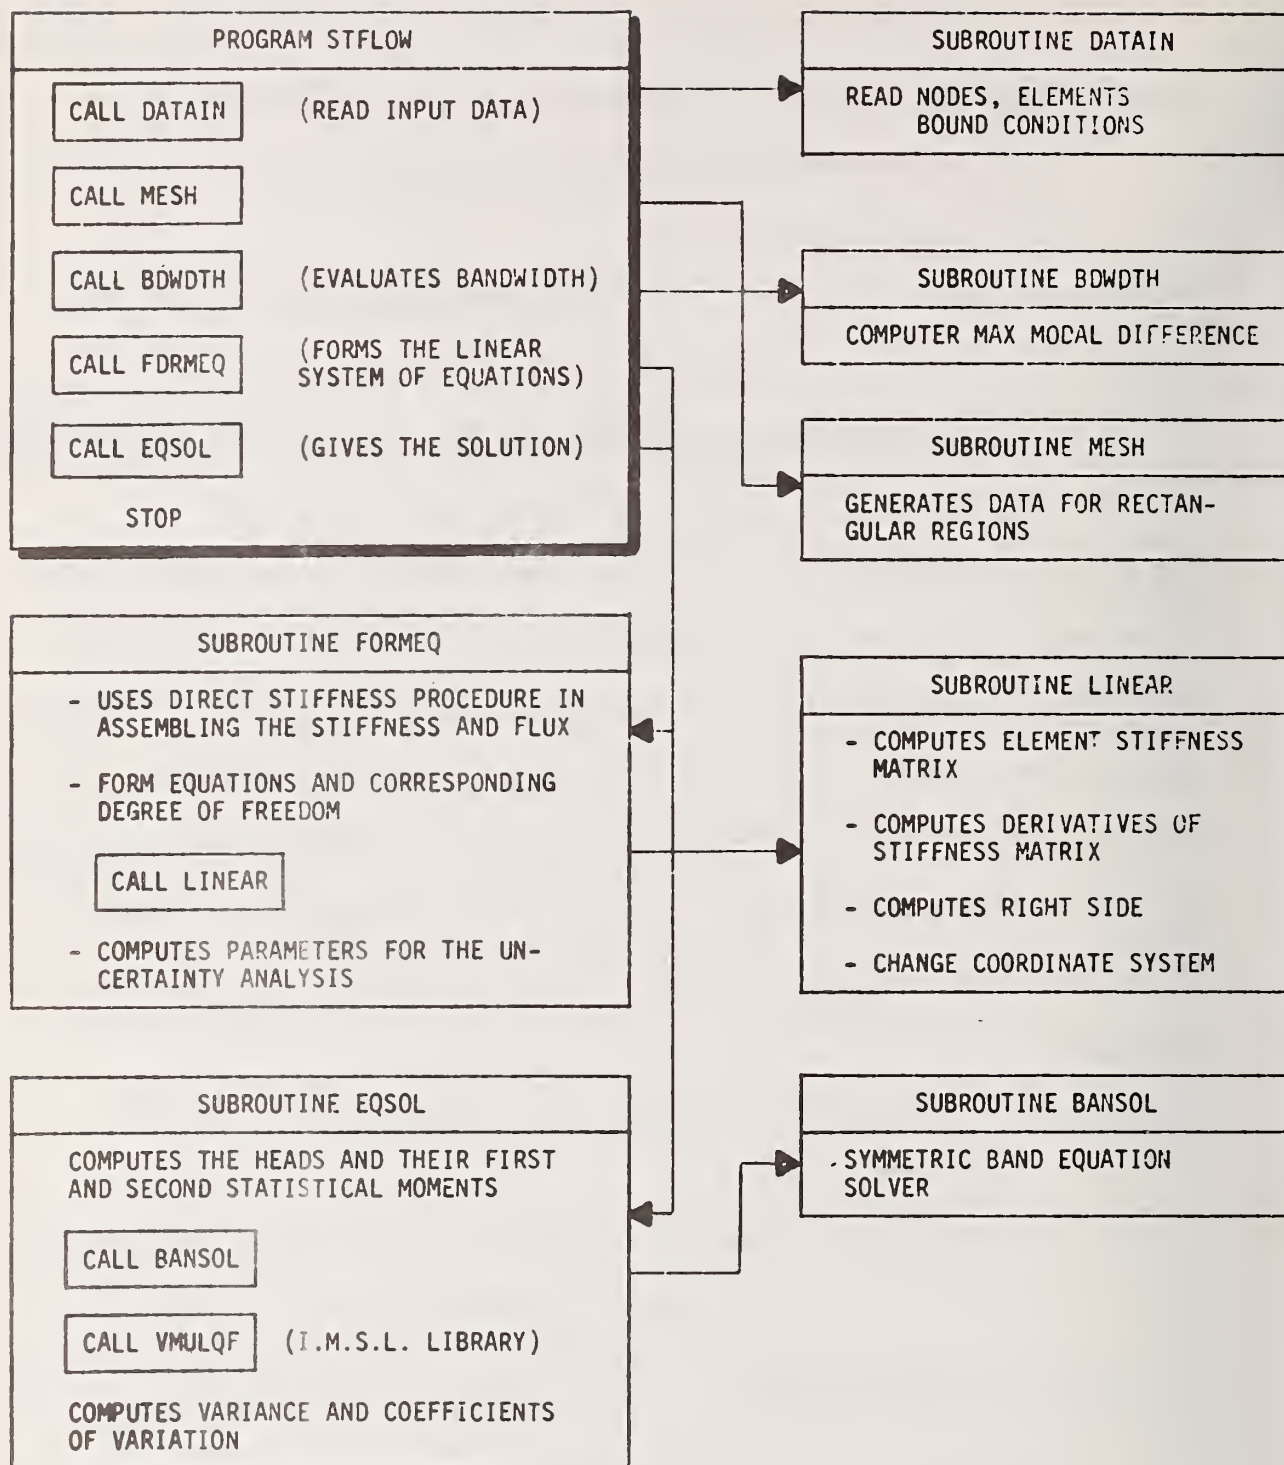 PROGRAM STFLOW
CALL DATAIN (READ INPUT DATA)
CALL MESH
CALL BDWDTH (EVALUATES BANDWIDTH)
CALL FDRMEQ (FORMS THE LINEAR
SYSTEM OF EQUATIONS)
CALL EQSOL (GIVES THE SOLUTION)
STOP
SUBROUTINE DATAIN
READ NODES, ELEMENTS
BOUND CONDITIONS
SUBROUTINE BDWDTH
COMPUTER MAX MODAL DIFFERENCE
SUBROUTINE MESH
GENERATES DATA FOR RECTAN-
GULAR REGIONS
SUBROUTINE FORMEQ
- USES DIRECT STIFFNESS PROCEDURE IN
ASSEMBLING THE STIFFNESS AND FLUX
- FORM EQUATIONS AND CORRESPONDING
DEGREE OF FREEDOM
CALL LINEAR
- COMPUTES PARAMETERS FOR THE UN-
CERTAINTY ANALYSIS
SUBROUTINE LINEAR
- COMPUTES ELEMENT STIFFNESS
MATRIX
- COMPUTES DERIVATIVES OF
STIFFNESS MATRIX
- COMPUTES RIGHT SIDE
- CHANGE COORDINATE SYSTEM
SUBROUTINE EQSOL
COMPUTES THE HEADS AND THEIR FIRST
AND SECOND STATISTICAL MOMENTS
CALL BANSOL
CALL VMULQF (I.M.S.L. LIBRARY)
COMPUTES VARIANCE AND COEFFICIENTS
OF VARIATION
SUBROUTINE BANSOL
SYMMETRIC BAND EQUATION
SOLVER